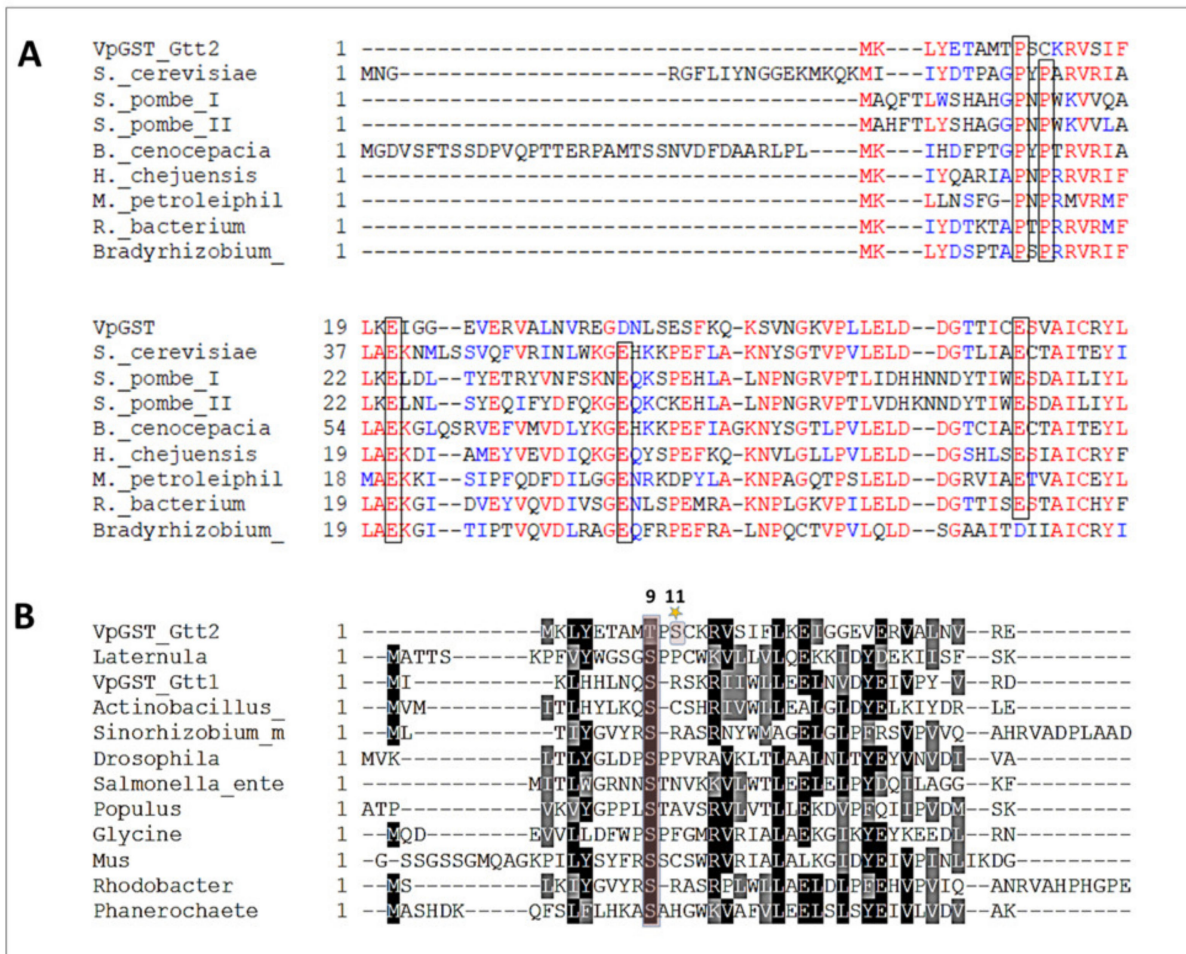 A
VpGST_Gtt2 1 --------------------------------------MK---LYETAMTPSCKRVSIF
S._cerevisiae 1 MNG--------------------RGFLIYNGGEKMKQKMI---IYDTPAGPYPARVRIA
S._pombe_I 1 --------------------------------------MAQFTLWSHAHGPNPWKVVQA
S._pombe_II 1 --------------------------------------MAHFTLYSHAGGPNPWKVVLA
B._cenocepacia 1 MGDVSFTSSDPVQPTTERPAMTSSNVDFDAARLPL---MK---IHDFPTGPYPTRVRIA
H._chejuensis 1 --------------------------------------MK---IYQARIAPNPRRVRIF
M._petroleiphil 1 --------------------------------------MK---LLNSFG-PNPRMVRMF
R._bacterium 1 --------------------------------------MK---IYDTKTAPTPRRVRMF
Bradyrhizobium_ 1 --------------------------------------MK---LYDSPTAPSPRRVRIF
VpGST 19 LKEIGG--EVERVALNVREGDNLSESFKQ-KSVNGKVPLLELD--DGTTICESVAICRYL
S._cerevisiae 37 LAEKNMLSSVQFVRINLWKGEHKKPEFLA-KNYSGTVPVLELD--DGTLIAECTAITEYI
S._pombe_I 22 LKELDL--TYETRYVNFSKNEQKSPEHLA-LNPNGRVPTLIDHHNNDYTIWESDAILIYL
S._pombe_II 22 LKELNL--SYEQIFYDFQKGEQKCKEHLA-LNPNGRVPTLVDHKNNDYTIWESDAILIYL
B._cenocepacia 54 LAEKGLQSRVEFVMVDLYKGEHKKPEFIAGKNYSGTLPVLELD--DGTCIAECTAITEYL
H._chejuensis 19 LAEKDI--AMEYVEVDIQKGEQYSPEFKQ-KNVLGLLPVLELD--DGSHLSESIAICRYF
M._petroleiphil 18 MAEKKI--SIPFQDFDILGGENRKDPYLA-KNPAGQTPSLELD--DGRVIAETVAICEYL
R._bacterium 19 LAEKGI--DVEYVQVDIVSGENLSPEMRA-KNPLGKVPILELD--DGTTISESTAICHYF
Bradyrhizobium_ 19 LAEKGI--TIPTVQVDLRAGEQFRPEFRA-LNPQCTVPVLQLD--SGAAITDIIAICRYI
B
9 11
VpGST_Gtt2 1 --------------MKLYETAMTPSCKRVSIFLKEIGGEVERVALNV--RE---------
Laternula 1 --MATTS------KPFVYWGSGSPPCWKVLLVLQEKKIDYDEKILSF--SK---------
VpGST_Gtt1 1 --MI-----------KLHHLNQS-RSKRIIWLLEELNVDYEIVPY-V--RD---------
Actinobacillus_ 1 --MVM----------ITLHYLKQS-CSHRIVWLLEALGLDYELKIYDR--LE---------
Sinorhizobium_m 1 --ML-----------TIYGVYRSRASRNYWMAGELGLPFRSVPVVQ--AHRVADPLAAD
Drosophila 1 MVK-----------LTLYGLDPSPPVRAVKLTLAALNLTYEYVNVDL--VA---------
Salmonella_ente 1 -------------MITLWGRNNSTNVKKVLWTLEELELPYDQILAGG--KF---------
Populus 1 ATP-----------VKVYGPPLSTAVSRVLVTLLEKDVPFQIIPVDM--SK---------
Glycine 1 --MQD------EVVLLDFWPSPFGMRVRIALAEKGIKYEYKEEDL--RN---------
Mus 1 -G-SSGSSGMQAGKPILYSYFRSSCSWRVRIALALKGIDYEIVPINLIKDG---------
Rhodobacter 1 --MS----------LKIYGVYRS-RASRPLWLLAELDLPFEHVPVIQ--ANRVAHPHGPE
Phanerochaete 1 --MASHDK-----QFSLFLHKASAHGWKVAFVLEELSLSYEIVLVDV--AK---------